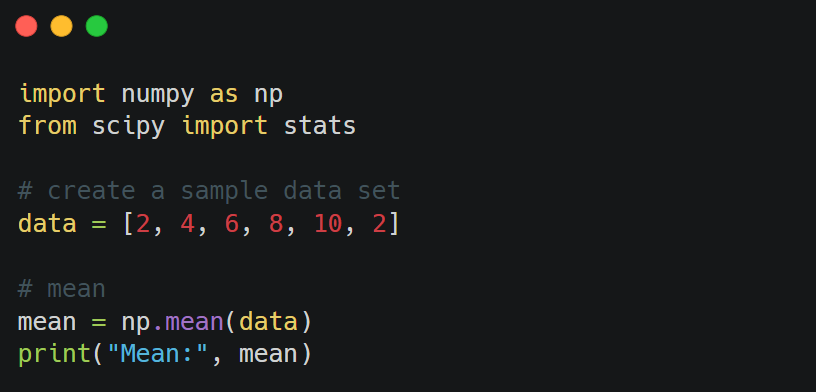 import numpy as np
from scipy import stats
# create a sample data set
data = [2, 4, 6, 8, 10, 2]
# mean
mean = np.mean(data)
print("Mean:", mean)